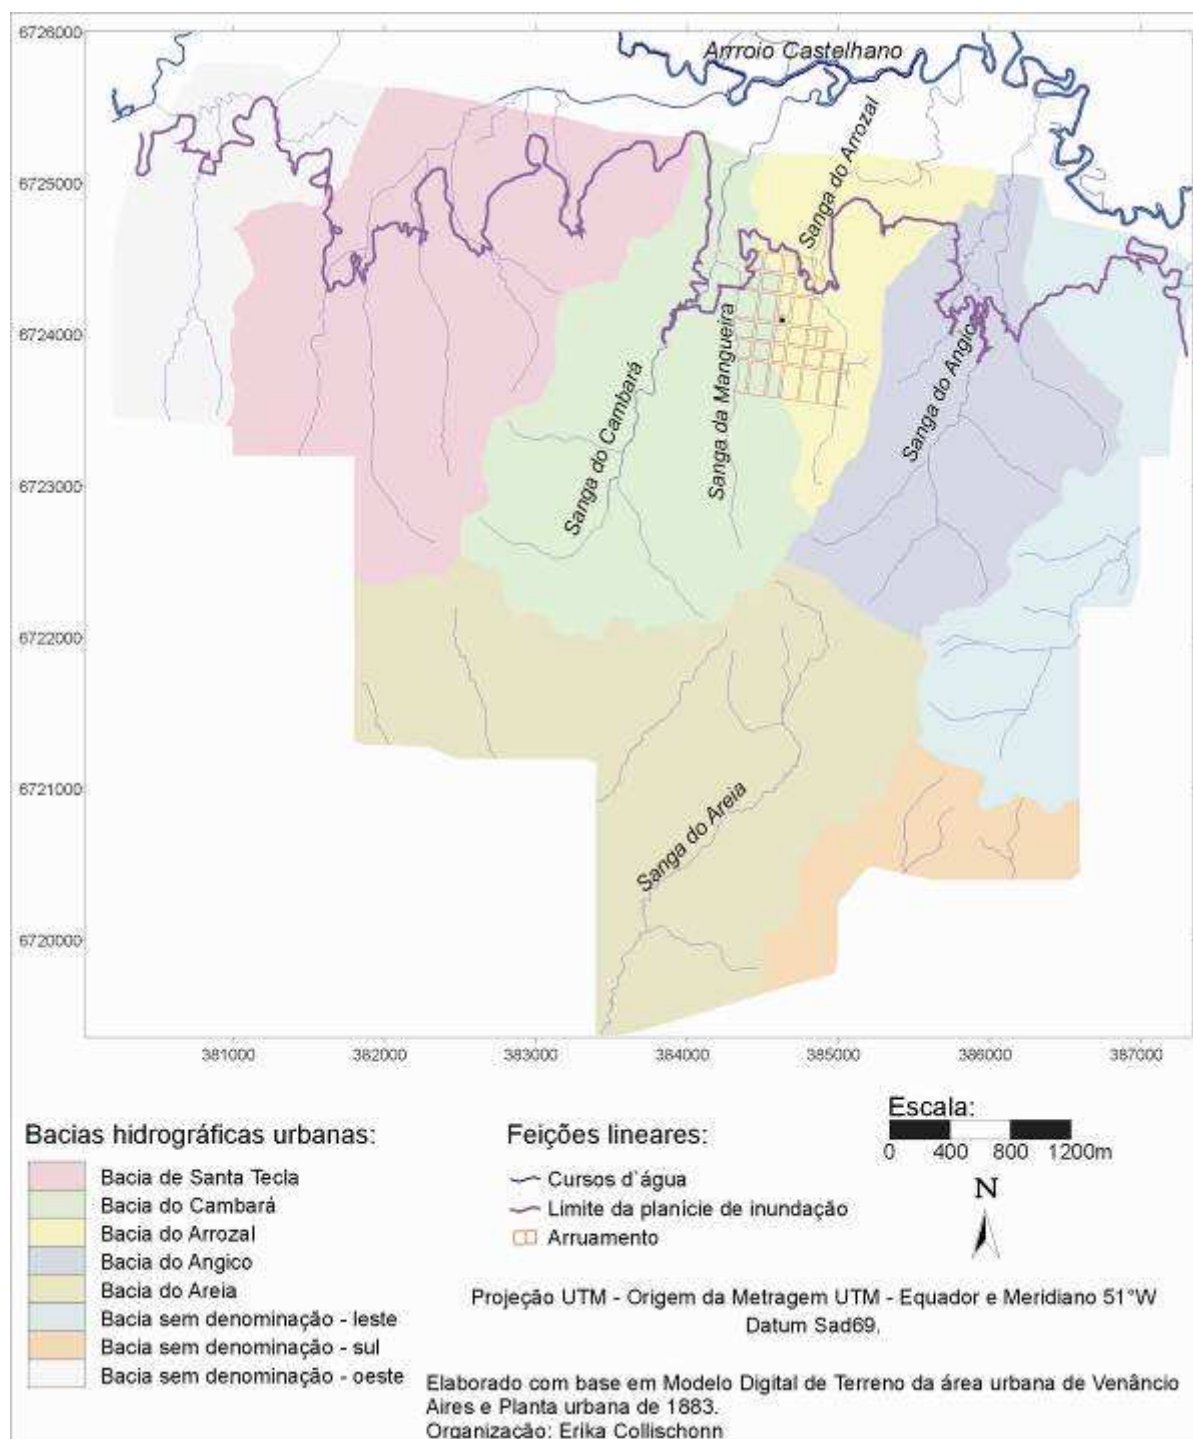 6726000
Arrroio Castelhano
Sanga do Arrozal
6725000
6724000
Sanga do Cambará
Sanga da Mangueira
Sanga do Angico
6723000
6722000
6721000
Sanga do Areia
6720000
381000
382000
383000
384000
385000
386000
387000
Bacias hidrográficas urbanas:
Bacia de Santa Tecla
Bacia do Cambará
Bacia do Arrozal
Bacia do Angico
Bacia do Areia
Bacia sem denominação - leste
Bacia sem denominação - sul
Bacia sem denominação - oeste
Feições lineares:
Cursos d`água
Limite da planície de inundação
Arruamento
Escala:
0 400 800 1200m
N
Projeção UTM - Origem da Metragem UTM - Equador e Meridiano 51°W
Datum Sad69.
Elaborado com base em Modelo Digital de Terreno da área urbana de Venâncio
Aires e Planta urbana de 1883.
Organização: Erika Collischonn